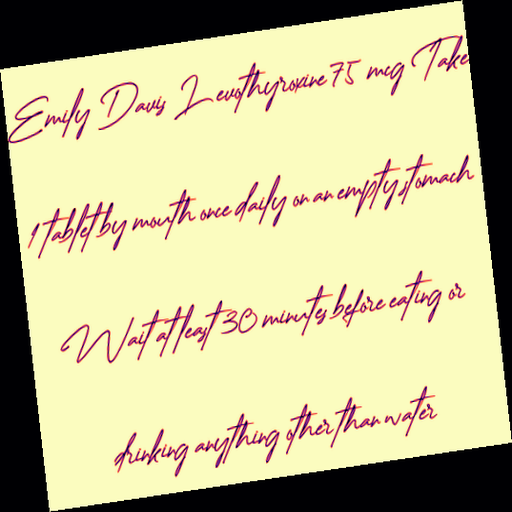 Emily Davis Levothyroxine 75 mcg Take
1 tablet by mouth once daily on an empty stomach
Wait at least 30 minutes before eating or
drinking anything other than water